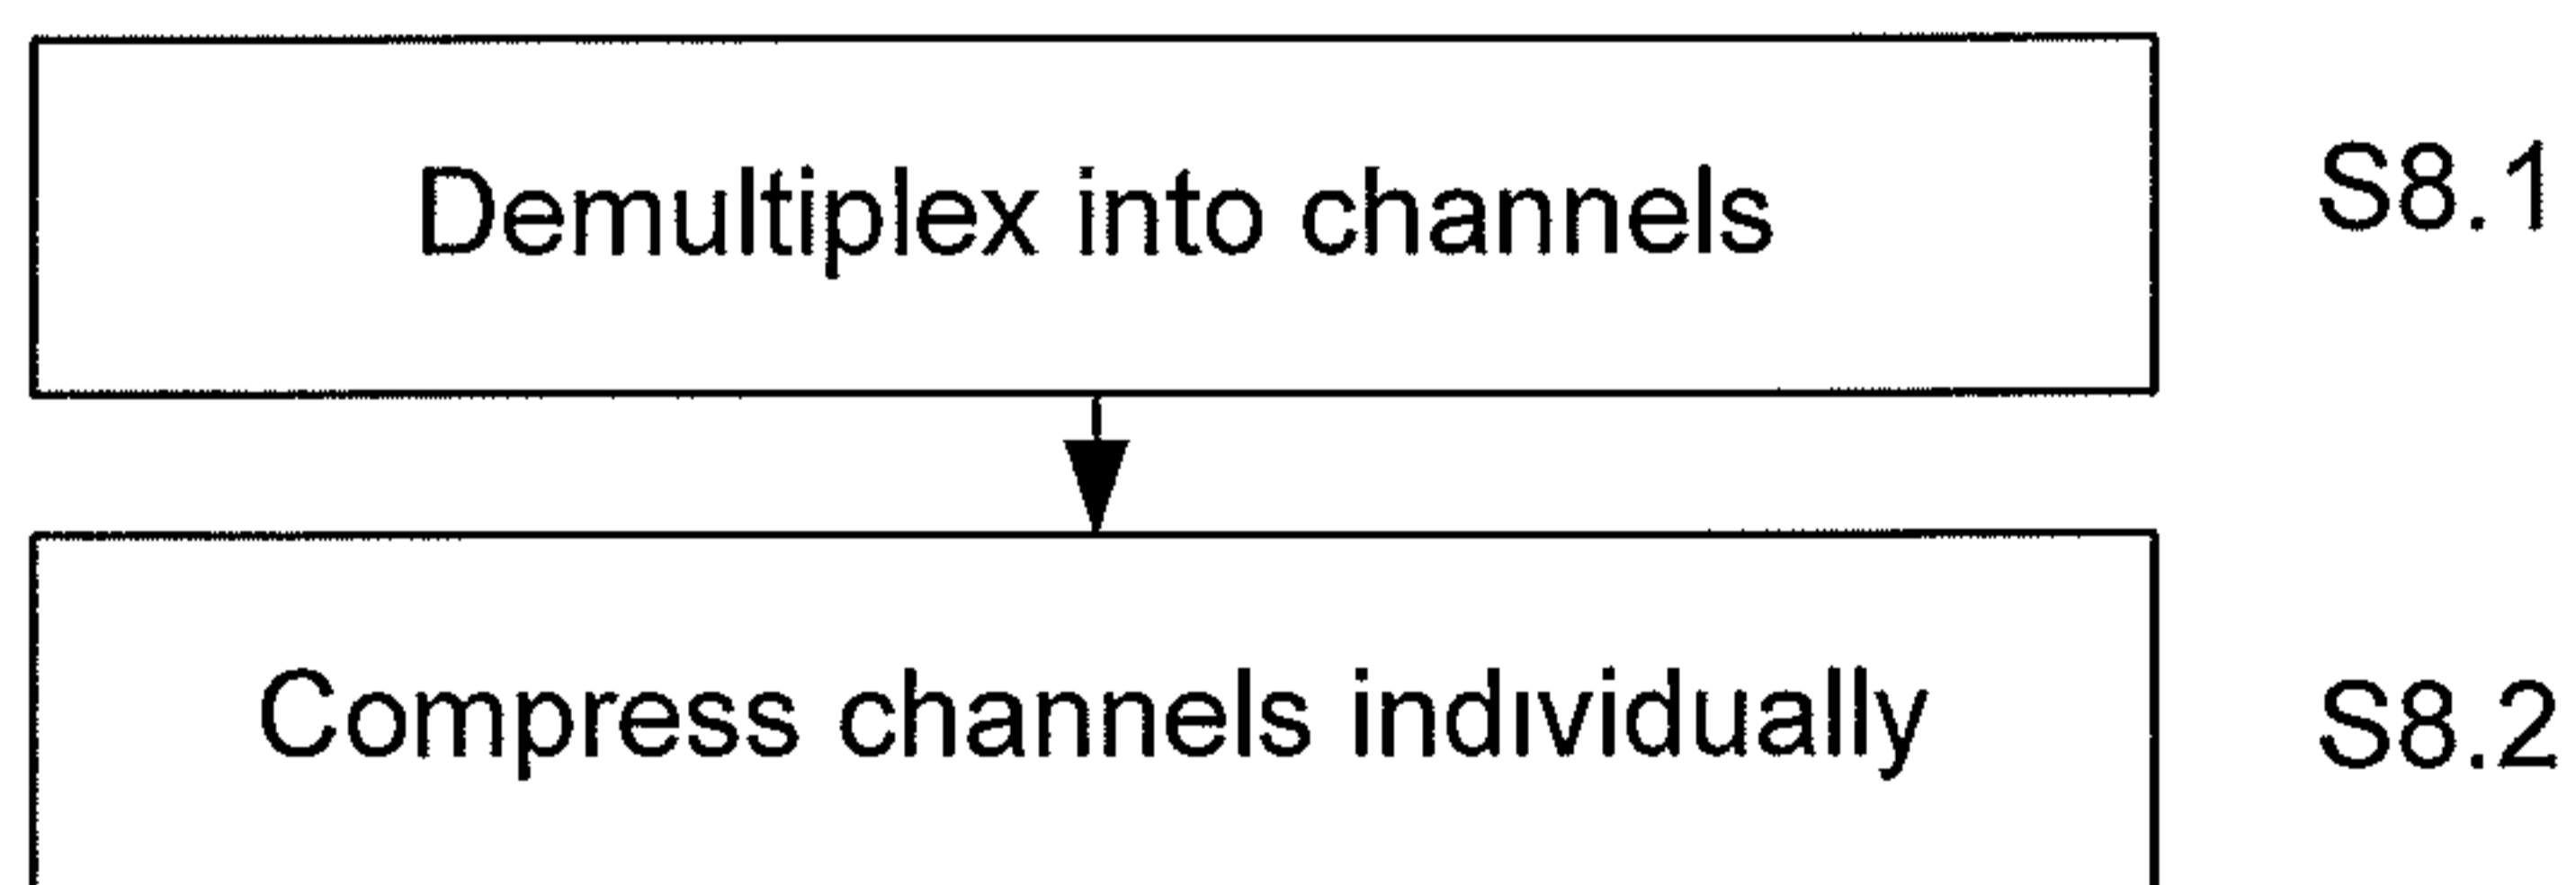 Demultiplex into channels
S8.1
Compress channels individually
S8.2